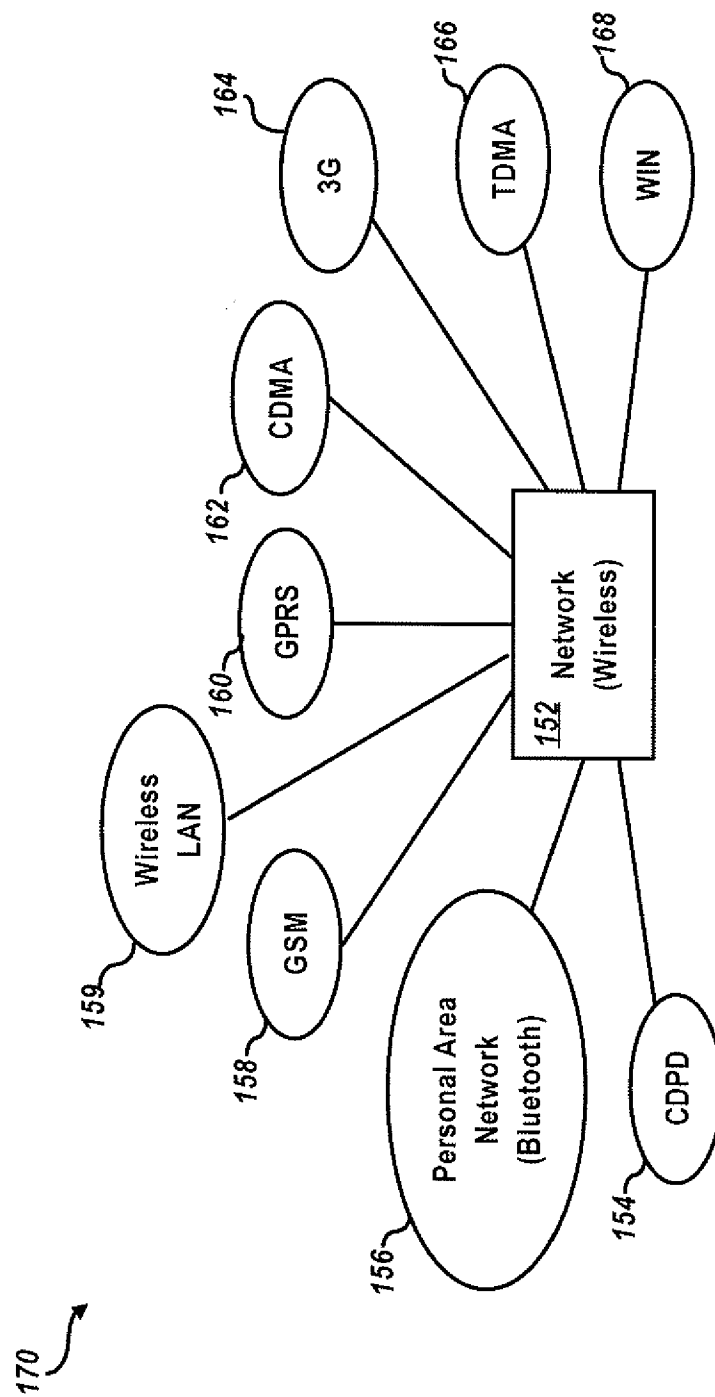 170
159
Wireless
LAN
164
3G
162
CDMA
160
GPRS
158
GSM
166
TDMA
156
Personal Area
Network
(Bluetooth)
152
Network
(Wireless)
168
WIN
154
CDPD